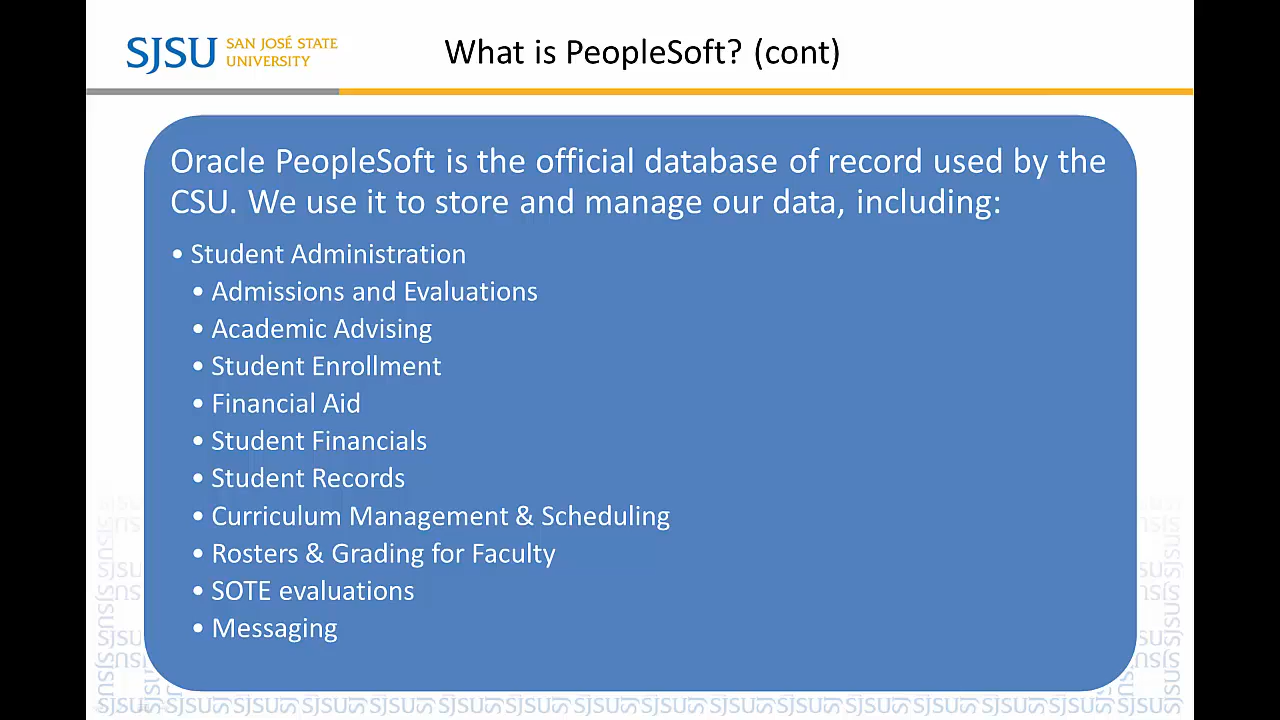 SJSU SAN JOSÉ STATE
UNIVERSITY
What is PeopleSoft? (cont)
Oracle PeopleSoft is the official database of record used by the
CSU. We use it to store and manage our data, including:
• Student Administration
• Admissions and Evaluations
• Academic Advising
• Student Enrollment
• Financial Aid
• Student Financials
• Student Records
• Curriculum Management & Scheduling
• Rosters & Grading for Faculty
• SOTE evaluations
• Messaging